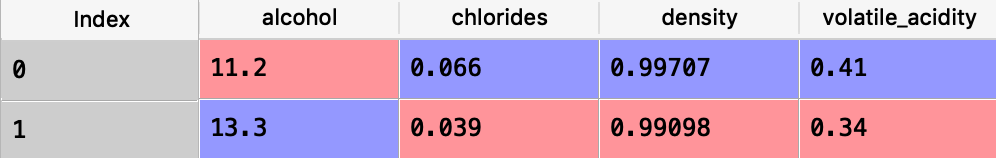 Index alcohol chlorides density volatile_acidity
0 11.2 0.066 0.99707 0.41
1 13.3 0.039 0.99098 0.34